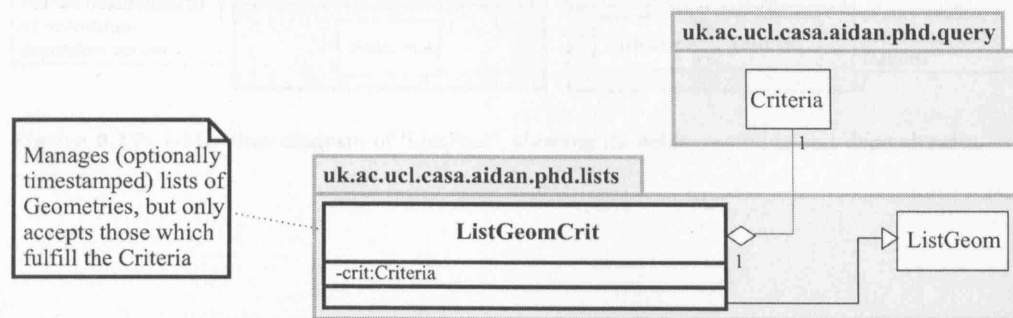 uk.ac.ucl.casa.aidan.phd.query
Criteria
1
Manages (optionally
timestamped) lists of
Geometries, but only
accepts those which
fulfill the Criteria
uk.ac.ucl.casa.aidan.phd.lists
ListGeomCrit
-crit:Criteria
1
ListGeom